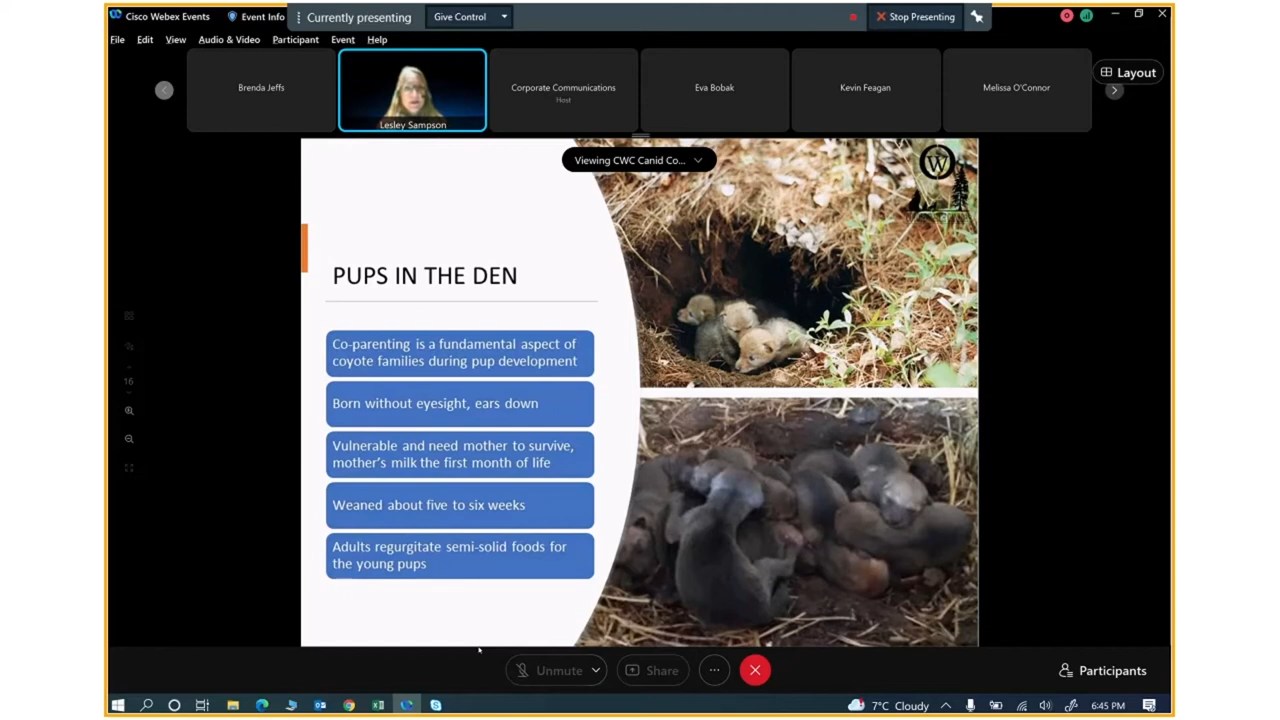 Cisco Webex Events
Event Info
Currently presenting
Give Control
Stop Presenting
File Edit View Audio & Video Participant Event Help
Brenda Jeffs
Lesley Sampson
Corporate Communications
Host
Eva Bobak
Kevin Feagan
Melissa O'Connor
Layout
Viewing CWC Canid Co...
W
PUPS IN THE DEN
Co-parenting is a fundamental aspect of
coyote families during pup development
Born without eyesight, ears down
Vulnerable and need mother to survive,
mother's milk the first month of life
Weaned about five to six weeks
Adults regurgitate semi-solid foods for
the young pups
16
Unmute
Share
Participants
7°C Cloudy
6:45 PM